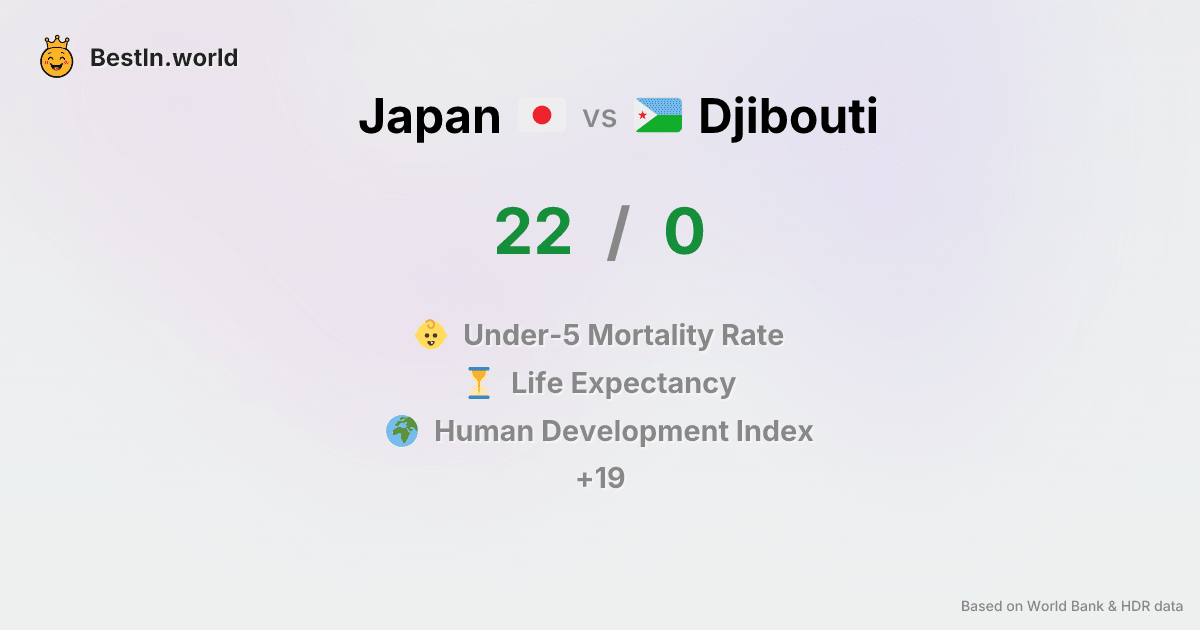 BestIn.world
Japan vs Djibouti
22 / 0
Under-5 Mortality Rate
Life Expectancy
Human Development Index
+19
Based on World Bank & HDR data